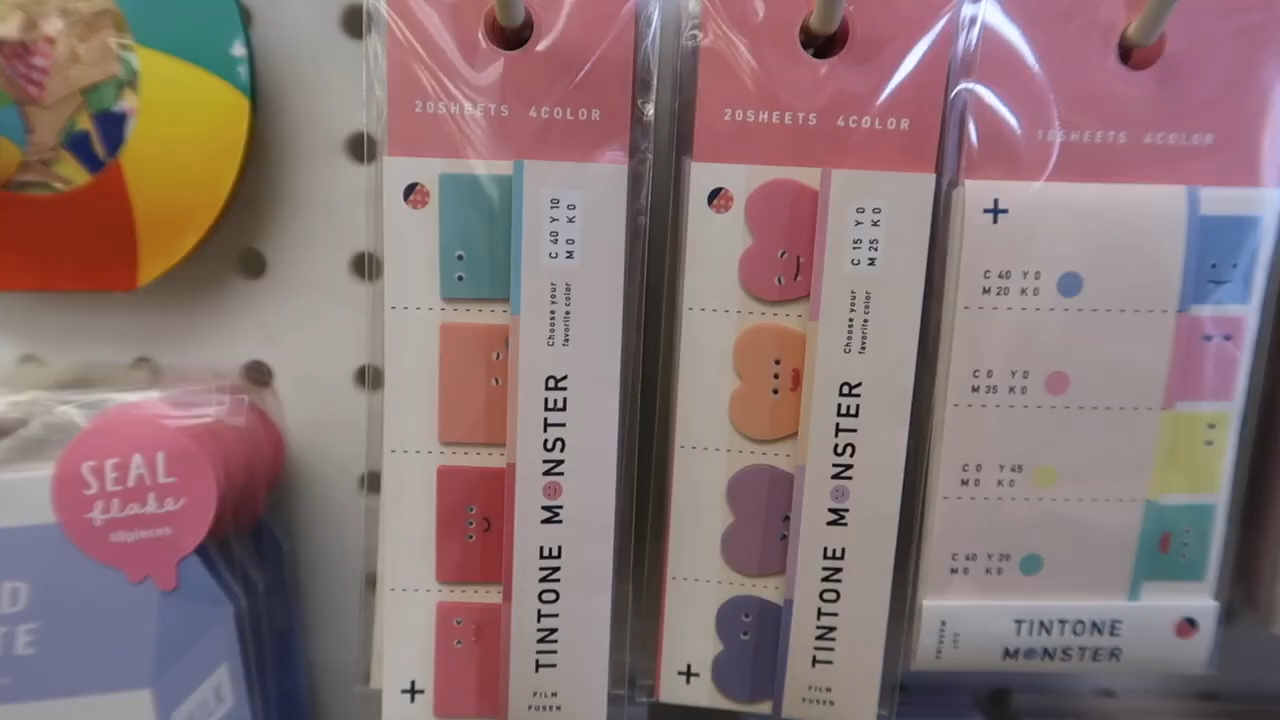 20SHEETS 4COLOR
C 40 Y 10
M 0 K 0
Choose your
favorite color
TINTONE MONSTER
FILM
FUSEN
20SHEETS 4COLOR
C 15 Y 0
M 25 K 0
Choose your
favorite color
TINTONE MONSTER
FILM
FUSEN
10SHEETS 4COLOR
C 40 Y 0
M 20 K 0
C 0 Y 0
M 35 K 0
C 0 Y 45
M 0 K 0
C 40 Y 20
M 0 K 0
TINTONE
MONSTER
SEAL
flake
48pieces